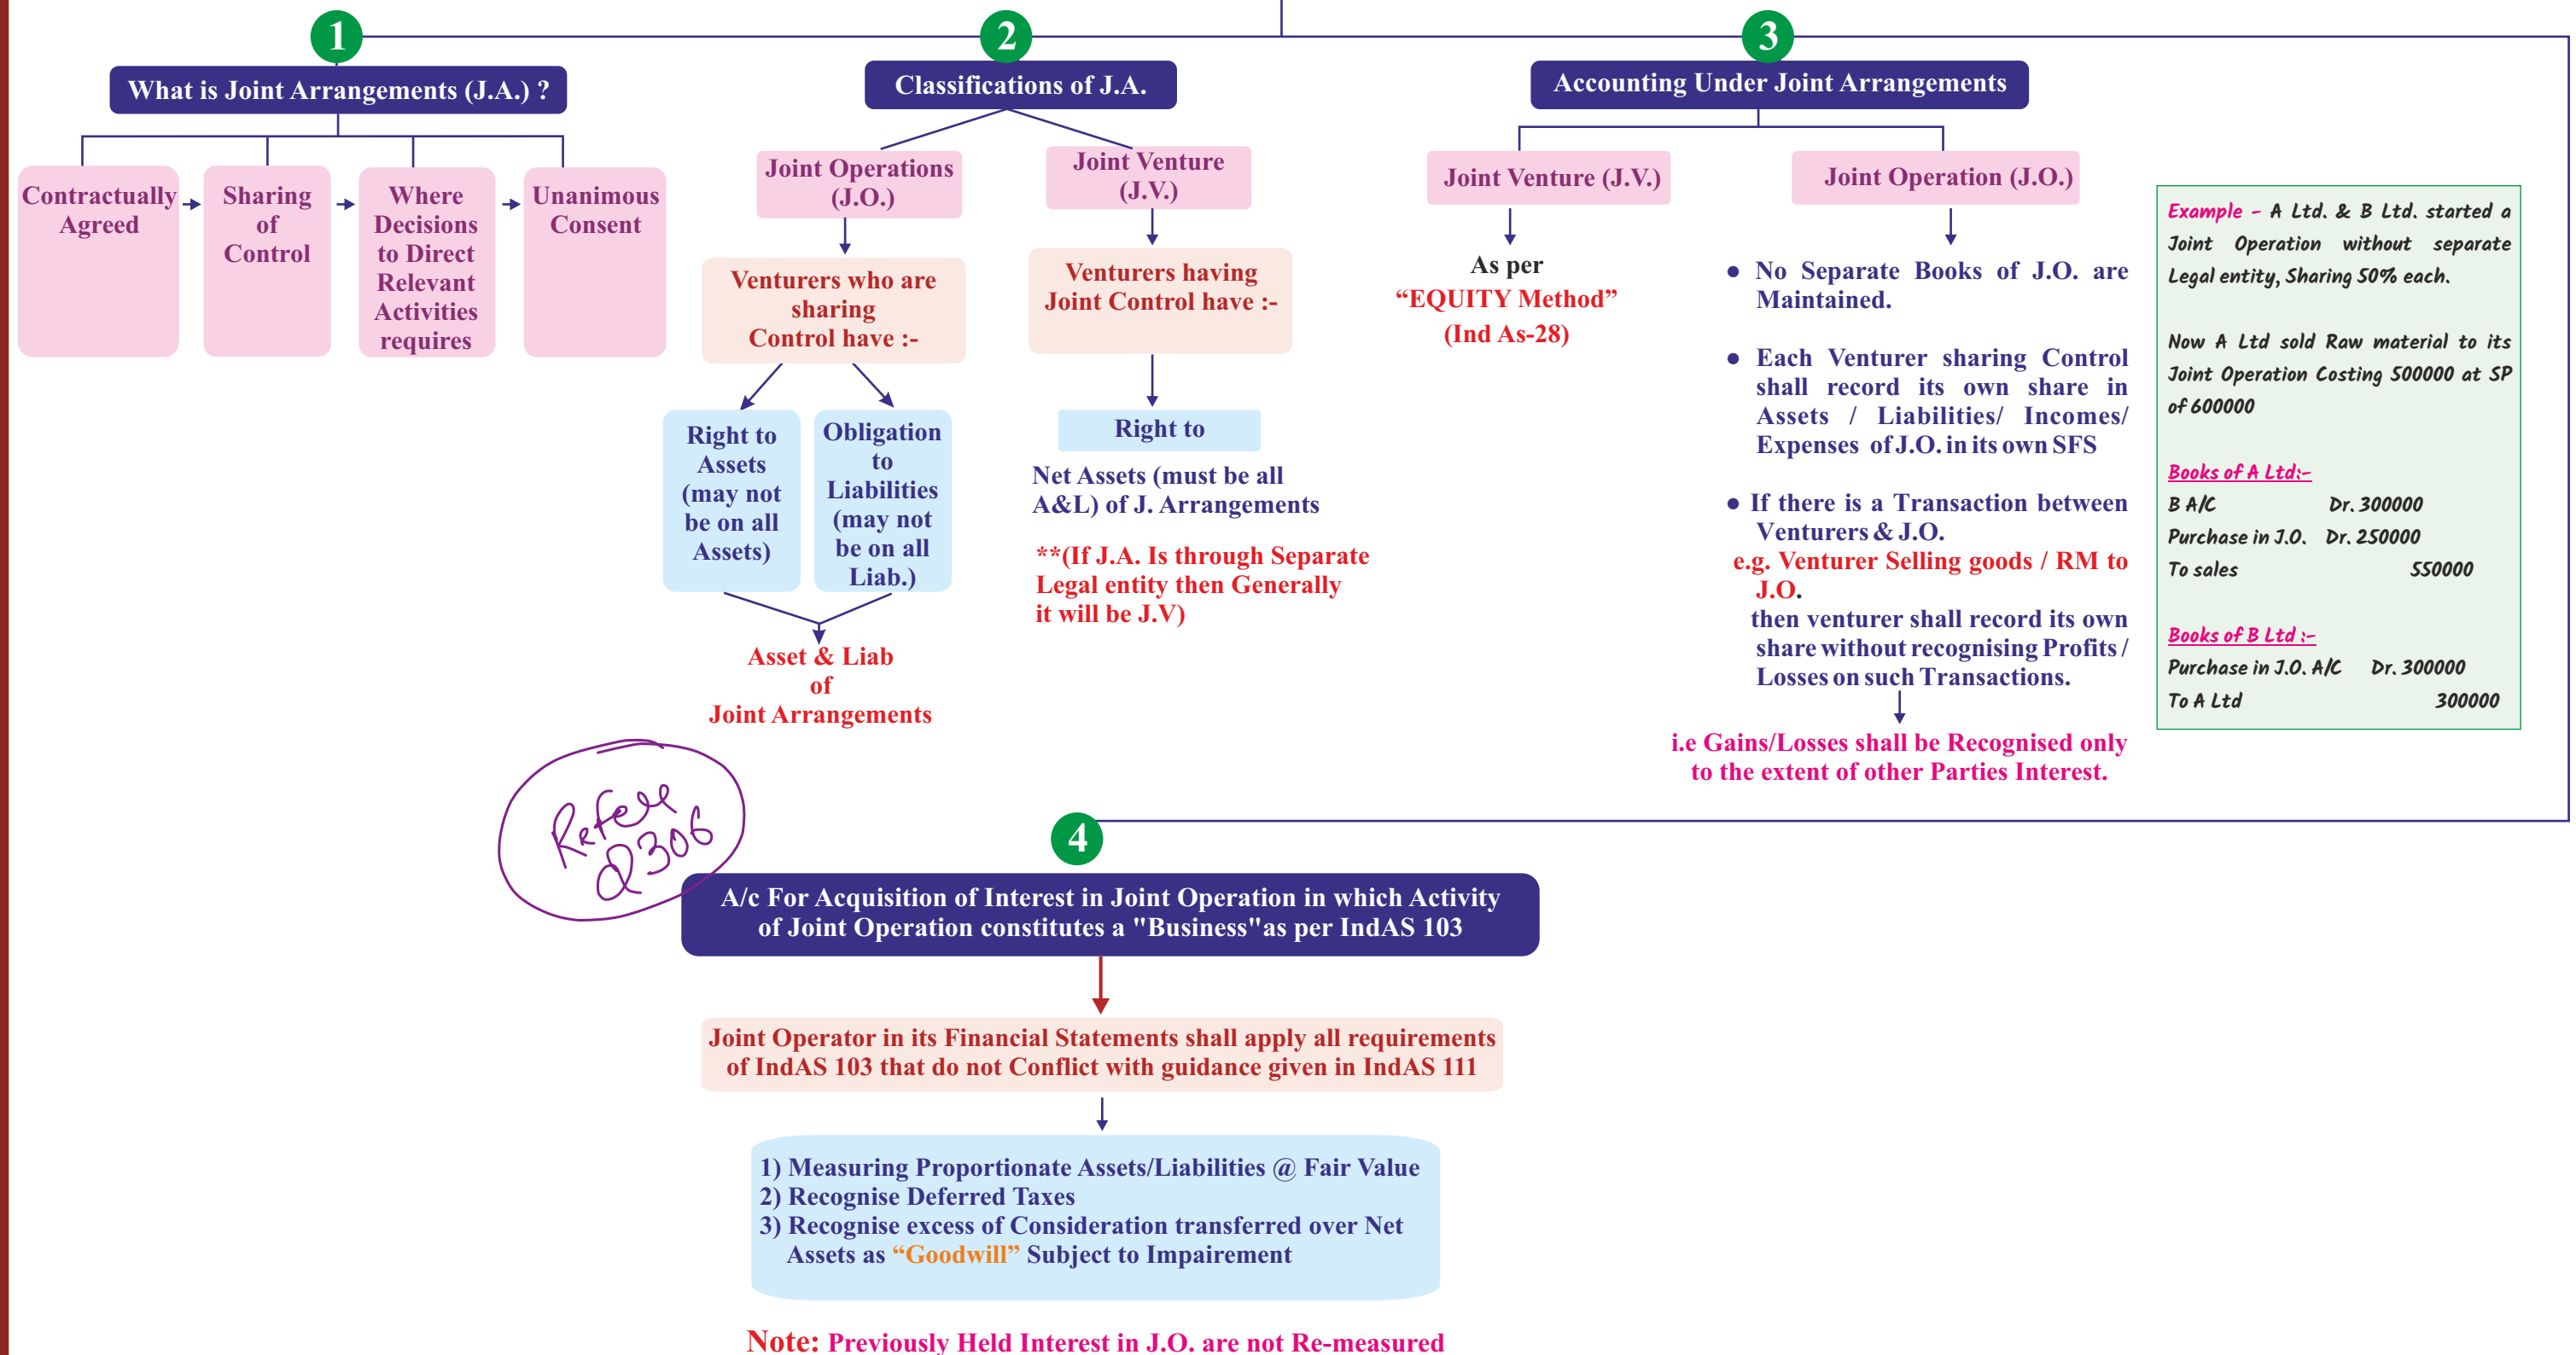 1
What is Joint Arrangements (J.A.) ?
Contractually
Agreed
Sharing
of
Control
Where
Decisions
to Direct
Relevant
Activities
requires
Unanimous
Consent
2
Classifications of J.A.
Joint Operations
(J.O.)
Venturers who are
sharing
Control have :-
Right to
Assets
(may not
be on all
Assets)
Obligation
to
Liabilities
(may not
be on all
Liab.)
Asset & Liab
of
Joint Arrangements
Joint Venture
(J.V.)
Venturers having
Joint Control have :-
Right to
Net Assets (must be all
A&L) of J. Arrangements
**(If J.A. Is through Separate
Legal entity then Generally
it will be J.V)
3
Accounting Under Joint Arrangements
Joint Venture (J.V.)
As per
“EQUITY Method”
(Ind As-28)
Joint Operation (J.O.)
● No Separate Books of J.O. are
Maintained.
● Each Venturer sharing Control
shall record its own share in
Assets / Liabilities/ Incomes/
Expenses of J.O. in its own SFS
● If there is a Transaction between
Venturers & J.O.
e.g. Venturer Selling goods / RM to
J.O.
then venturer shall record its own
share without recognising Profits /
Losses on such Transactions.
i.e Gains/Losses shall be Recognised only
to the extent of other Parties Interest.
Example - A Ltd. & B Ltd. started a
Joint Operation without separate
Legal entity, Sharing 50% each.
Now A Ltd sold Raw material to its
Joint Operation Costing 500000 at SP
of 600000
Books of A Ltd:-
B A/C Dr. 300000
Purchase in J.O. Dr. 250000
To sales 550000
Books of B Ltd :-
Purchase in J.O. A/C Dr. 300000
To A Ltd 300000
Refer
Q306
4
A/c For Acquisition of Interest in Joint Operation in which Activity
of Joint Operation constitutes a "Business"as per IndAS 103
Joint Operator in its Financial Statements shall apply all requirements
of IndAS 103 that do not Conflict with guidance given in IndAS 111
1) Measuring Proportionate Assets/Liabilities @ Fair Value
2) Recognise Deferred Taxes
3) Recognise excess of Consideration transferred over Net
Assets as “Goodwill” Subject to Impairement
Note: Previously Held Interest in J.O. are not Re-measured